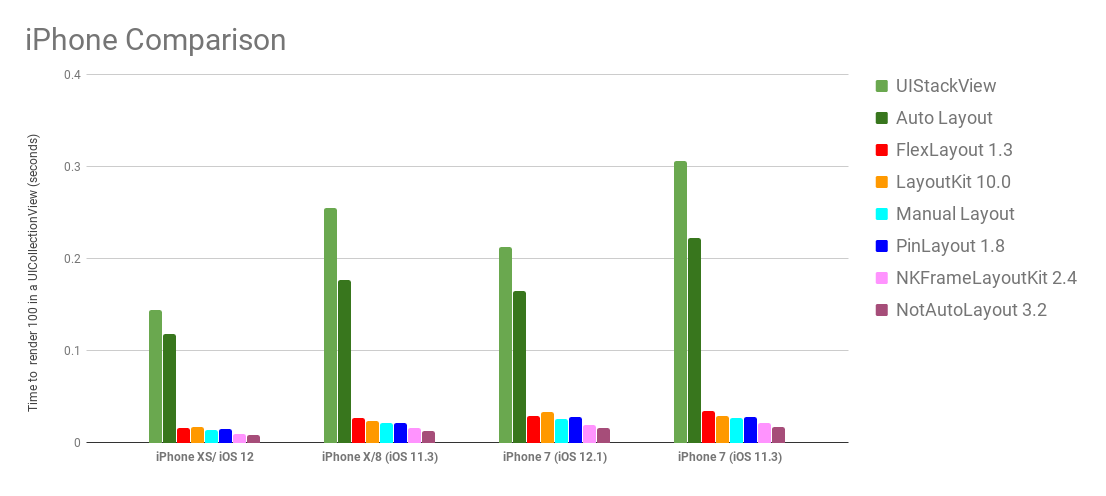 iPhone Comparison
Time to render 100 in a UICollectionView (seconds)
0.4
0.3
0.2
0.1
0
iPhone XS/ iOS 12
iPhone X/8 (iOS 11.3)
iPhone 7 (iOS 12.1)
iPhone 7 (iOS 11.3)
UIStackView
Auto Layout
FlexLayout 1.3
LayoutKit 10.0
Manual Layout
PinLayout 1.8
NKFrameLayoutKit 2.4
NotAutoLayout 3.2